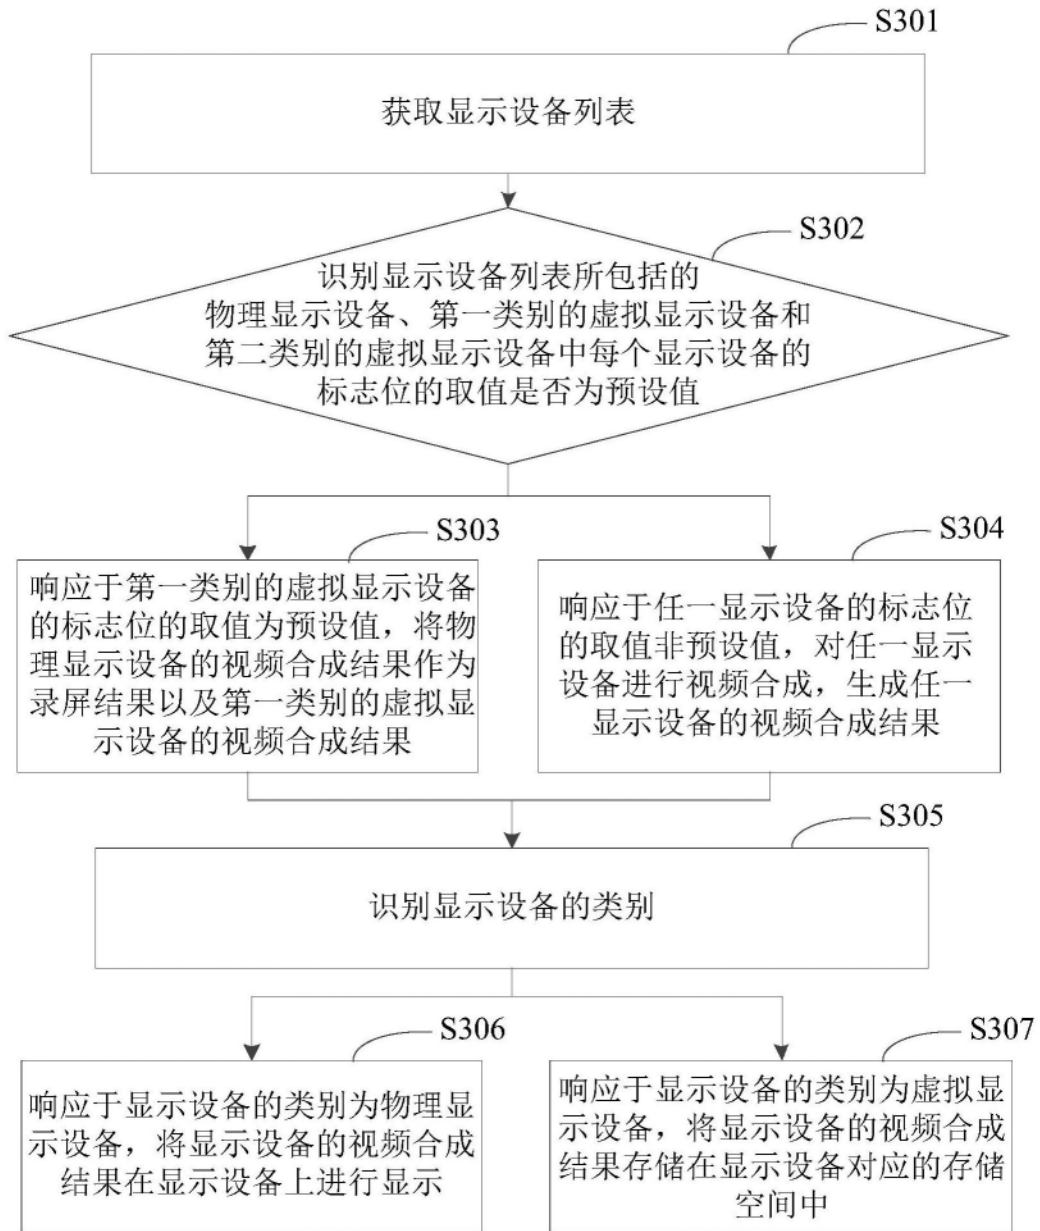 S301
获取显示设备列表
S302
识别显示设备列表所包括的
物理显示设备、第一类别的虚拟显示设备和
第二类别的虚拟显示设备中每个显示设备的
标志位的取值是否为预设值
S303
响应于第一类别的虚拟显示设备
的标志位的取值为预设值，将物
理显示设备的视频合成结果作为
录屏结果以及第一类别的虚拟显
示设备的视频合成结果
S304
响应于任一显示设备的标志位
的取值非预设值，对任一显示
设备进行视频合成，生成任一
显示设备的视频合成结果
S305
识别显示设备的类别
S306
响应于显示设备的类别为物理显
示设备，将显示设备的视频合成
结果在显示设备上进行显示
S307
响应于显示设备的类别为虚拟显
示设备，将显示设备的视频合成
结果存储在显示设备对应的存储
空间中